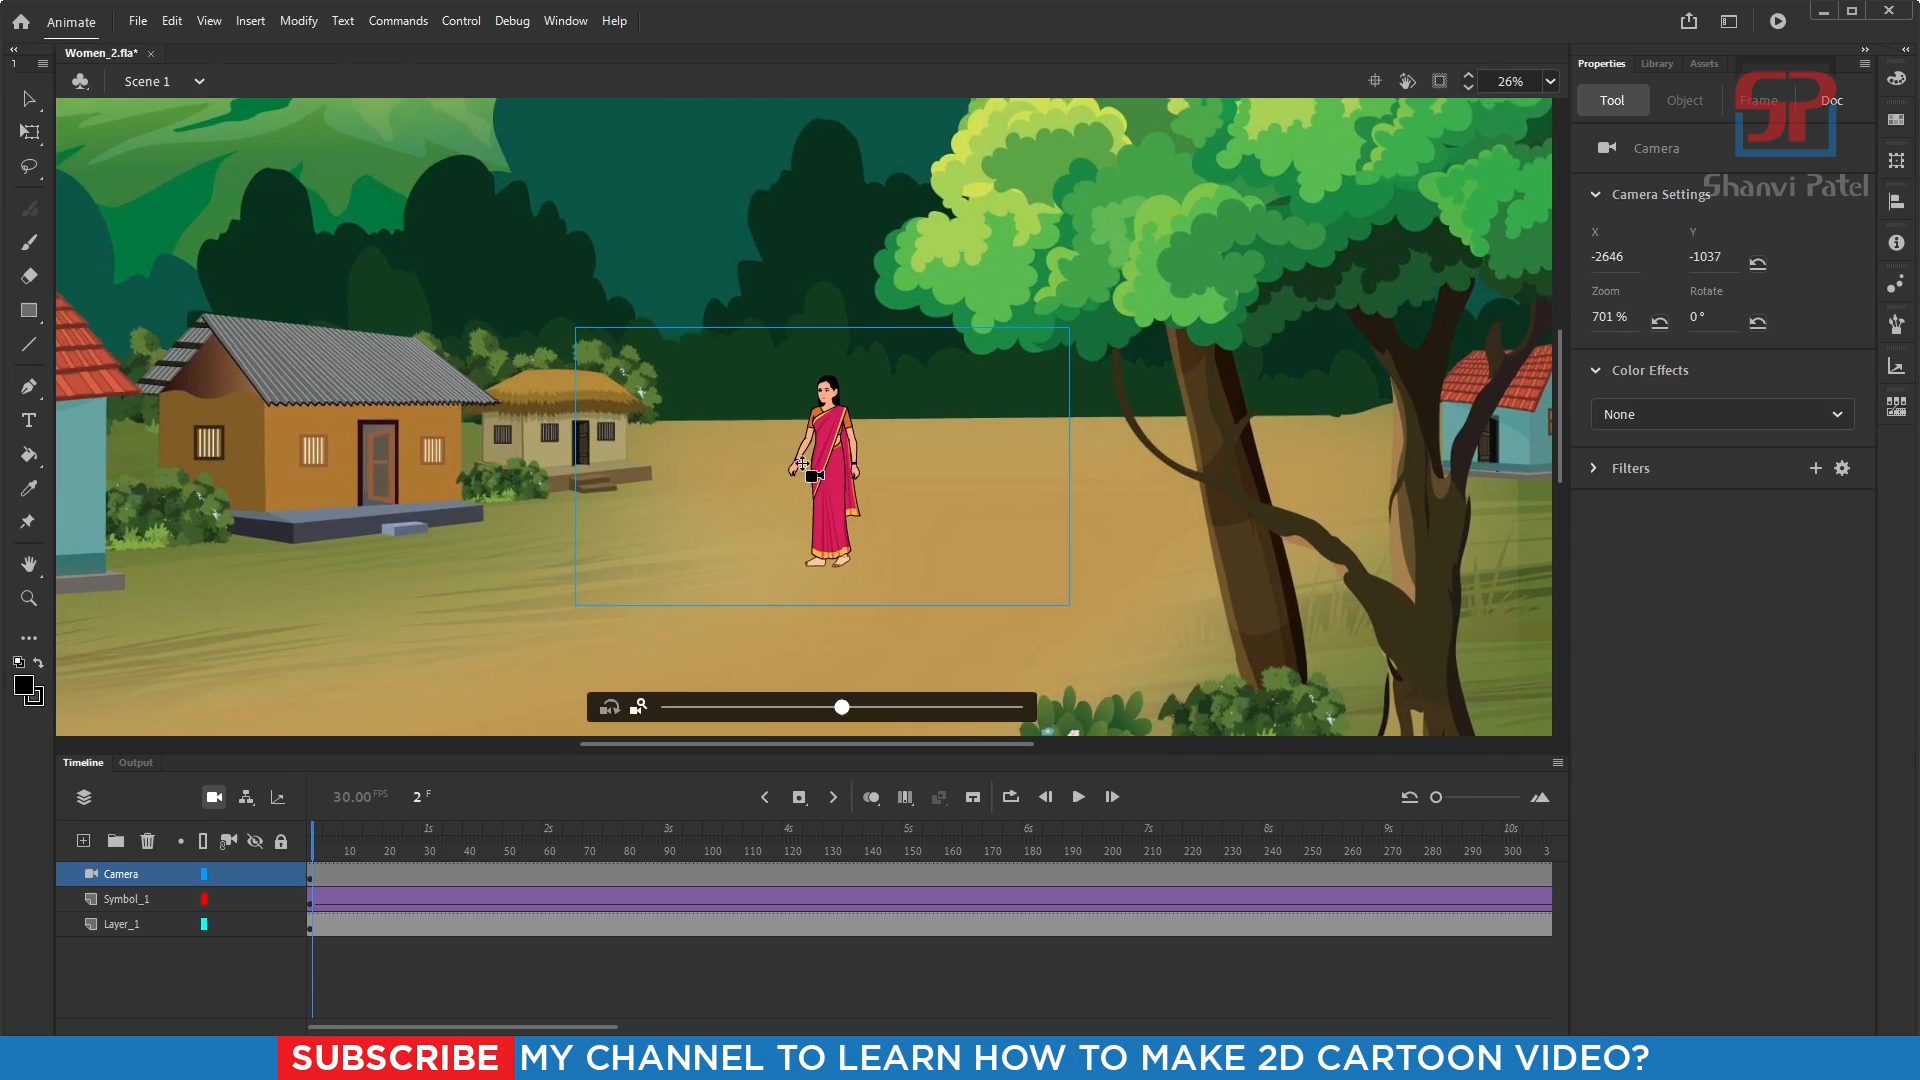 Animate
File Edit View Insert Modify Text Commands Control Debug Window Help
Women_2.fla*
Scene 1
26%
Properties Library Assets
Tool Object Frame Doc
SP
Camera
Shanvi Patel
Camera Settings
X Y
-2646 -1037
Zoom Rotate
701 % 0°
Color Effects
None
Filters
Timeline Output
30.00 FPS 2 F
1s 2s 3s 4s 5s 6s 7s 8s 9s 10s
10 20 30 40 50 60 70 80 90 100 110 120 130 140 150 160 170 180 190 200 210 220 230 240 250 260 270 280 290 300 3
Camera
Symbol_1
Layer_1
SUBSCRIBE MY CHANNEL TO LEARN HOW TO MAKE 2D CARTOON VIDEO?